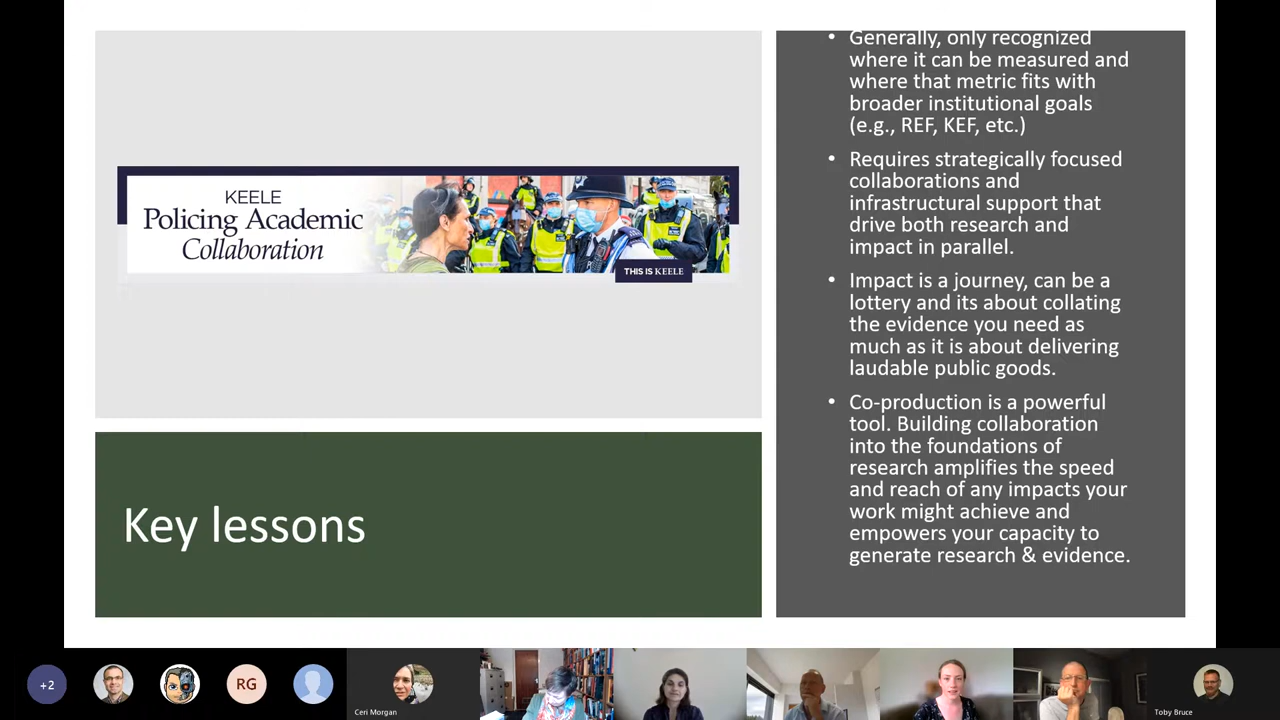 KEELE
Policing Academic
Collaboration
THIS IS KEELE
Key lessons
• Generally, only recognized
where it can be measured and
where that metric fits with
broader institutional goals
(e.g., REF, KEF, etc.)
• Requires strategically focused
collaborations and
infrastructural support that
drive both research and
impact in parallel.
• Impact is a journey, can be a
lottery and its about collating
the evidence you need as
much as it is about delivering
laudable public goods.
• Co-production is a powerful
tool. Building collaboration
into the foundations of
research amplifies the speed
and reach of any impacts your
work might achieve and
empowers your capacity to
generate research & evidence.
+2
RG
Ceri Morgan
Toby Bruce